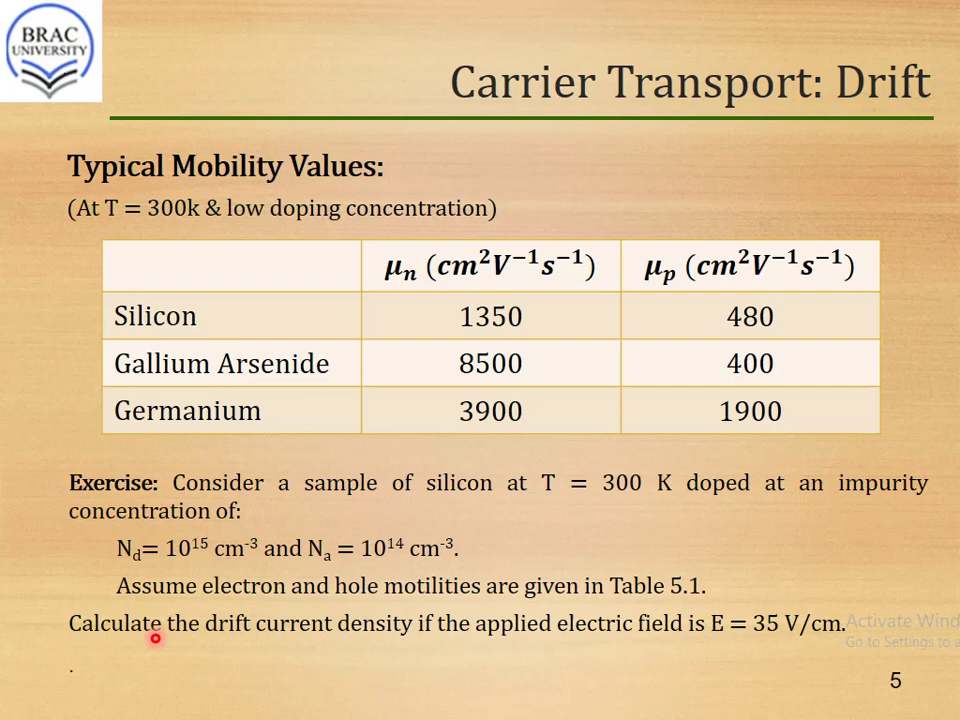 BRAC
UNIVERSITY
Carrier Transport: Drift
Typical Mobility Values:
(At T = 300k & low doping concentration)
μₙ (cm²V⁻¹s⁻¹) μₚ (cm²V⁻¹s⁻¹)
Silicon 1350 480
Gallium Arsenide 8500 400
Germanium 3900 1900
Exercise: Consider a sample of silicon at T = 300 K doped at an impurity
concentration of:
N_d= 10¹⁵ cm⁻³ and Nₐ = 10¹⁴ cm⁻³.
Assume electron and hole motilities are given in Table 5.1.
Calculate the drift current density if the applied electric field is E = 35 V/cm.
Activate Wind
Go to Settings to a
.
5